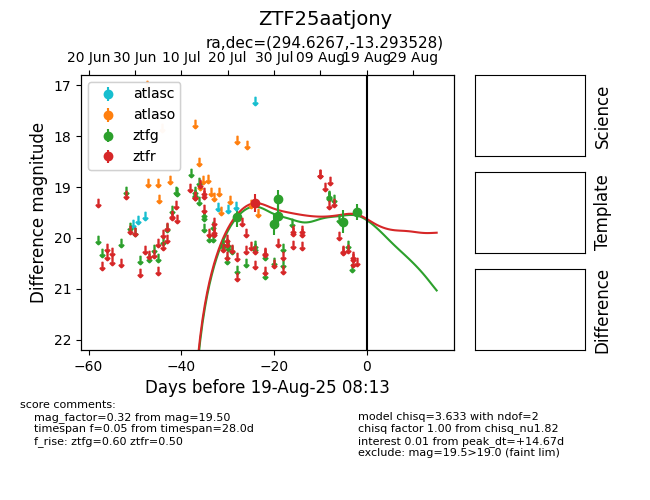 ZTF25aatjony
ra,dec=(294.6267,-13.293528)
20 Jun 30 Jun 10 Jul 20 Jul 30 Jul 09 Aug 19 Aug 29 Aug
17
18
19
20
21
22
Difference magnitude
atlasc
atlaso
ztfg
ztfr
−60
−40
−20
0
Days before 19-Aug-25 08:13
Science
Template
Difference
score comments:
mag_factor=0.32 from mag=19.50
timespan f=0.05 from timespan=28.0d
f_rise: ztfg=0.60 ztfr=0.50
model chisq=3.633 with ndof=2
chisq factor 1.00 from chisq_nu1.82
interest 0.01 from peak_dt=+14.67d
exclude: mag=19.5>19.0 (faint lim)